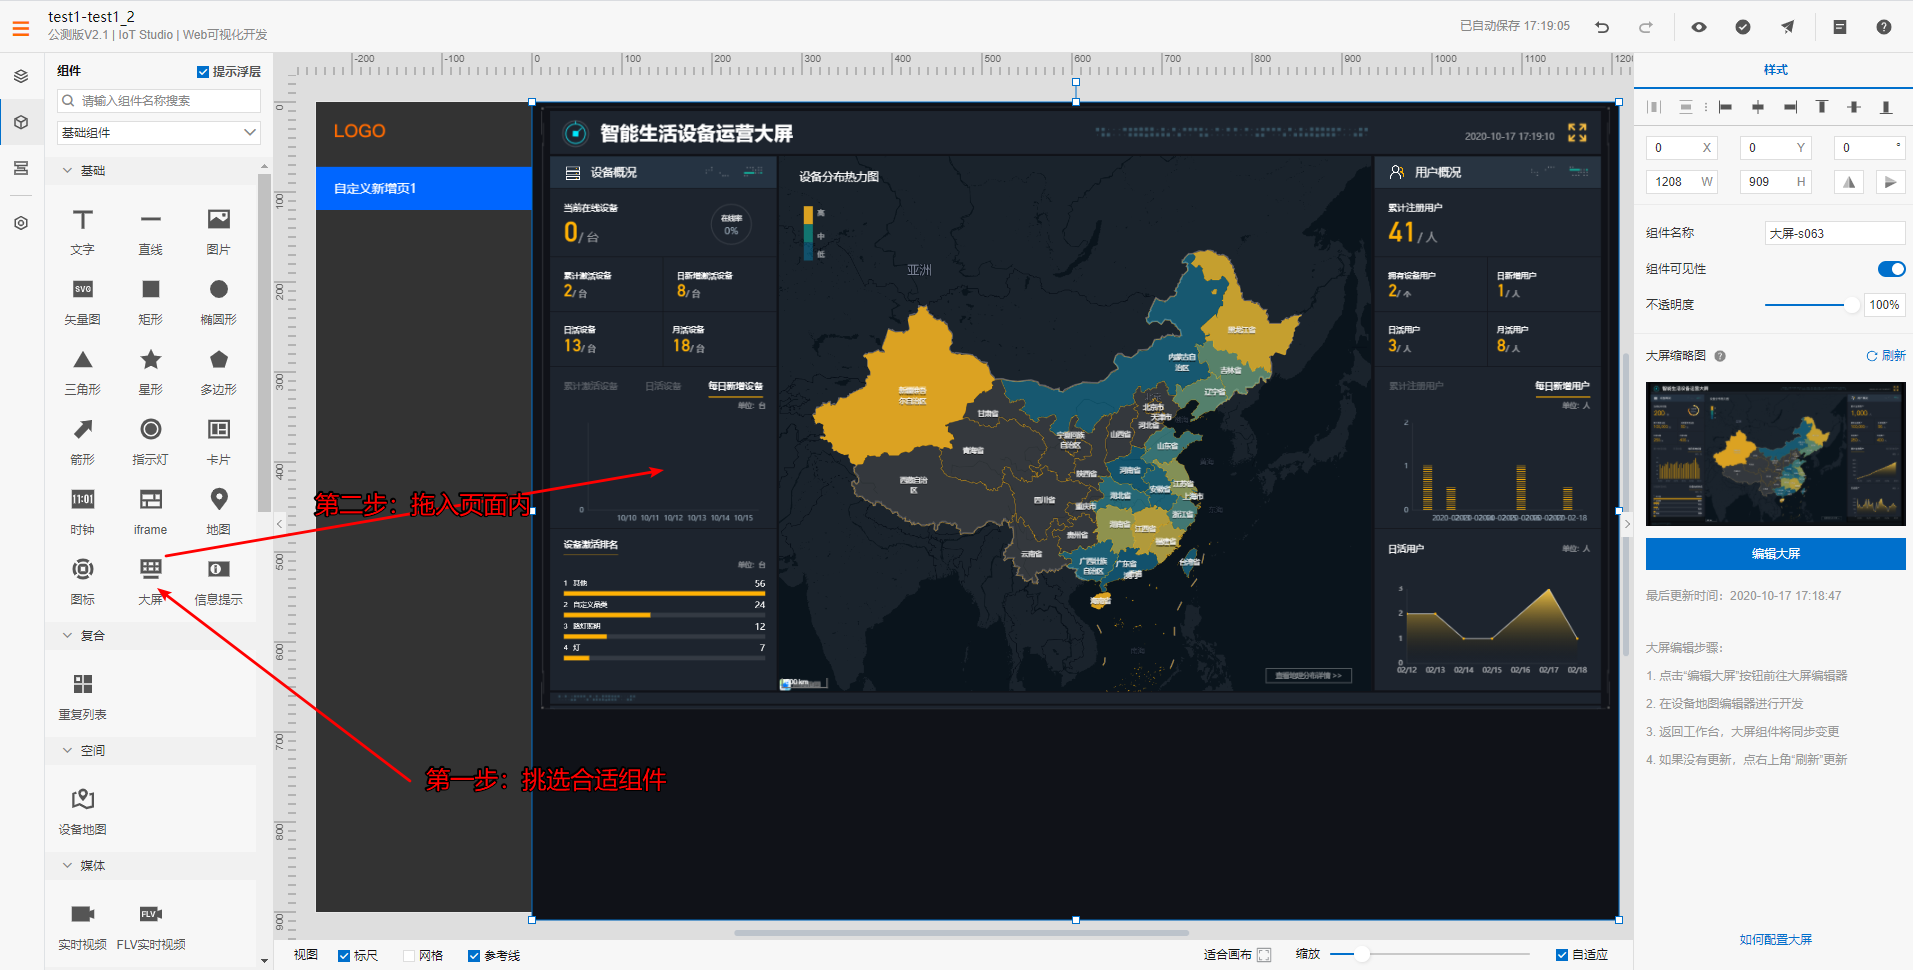 test1-test1_2
公测版V2.1 | IoT Studio | Web可视化开发
已自动保存 17:19:05
组件
提示浮层
请输入组件名称搜索
基础组件
基础
文字
直线
图片
SVG
矢量图
矩形
椭圆形
三角形
星形
多边形
箭形
指示灯
卡片
11:01
时钟
iframe
地图
图标
大屏
信息提示
复合
重复列表
空间
设备地图
媒体
FLV
实时视频
FLV实时视频
-200
-100
0
100
200
300
400
500
600
700
800
900
1000
1100
0
100
200
300
400
500
600
700
800
900
LOGO
自定义新增页1
智能生活设备运营大屏
2020-10-17 17:19:10
设备概况
当前在线设备
0/台
在线率
0%
累计激活设备
2/台
日新增激活设备
8/台
日活设备
13/台
月活设备
18/台
累计激活设备
日活设备
每日新增设备
单位: 台
0
10/10 10/11 10/12 10/13 10/14 10/15
设备激活排名
单位: 台
1 其他 56
2 自定义品类 24
3 路灯照明 12
4 灯 7
设备分布热力图
高
中
低
亚洲
黑龙江省
内蒙古自治区
吉林省
辽宁省
新疆维吾尔自治区
甘肃省
北京市
天津市
河北省
山西省
宁夏回族自治区
山东省
青海省
陕西省
河南省
西藏自治区
江苏省
安徽省
上海市
湖北省
四川省
重庆市
浙江省
湖南省
江西省
贵州省
福建省
云南省
广西壮族自治区
广东省
台湾省
海南省
黄海
东海
南海
查看地理分布详情 >>
用户概况
累计注册用户
41/人
拥有设备用户
2/个
日新增用户
1/人
日活用户
3/人
月活用户
8/人
累计注册用户
每日新增用户
单位: 人
2
1
0
日活用户
单位: 人
3
2
1
0
02/12 02/13 02/14 02/15 02/16 02/17 02/18
第二步：拖入页面内
第一步：挑选合适组件
视图
标尺
网格
参考线
适合画布
缩放
自适应
样式
0 X
0 Y
0 °
1208 W
909 H
组件名称
大屏-s063
组件可见性
不透明度
100%
大屏缩略图
刷新
编辑大屏
最后更新时间：2020-10-17 17:18:47
大屏编辑步骤：
1. 点击“编辑大屏”按钮前往大屏编辑器
2. 在设备地图编辑器进行开发
3. 返回工作台，大屏组件将同步变更
4. 如果没有更新，点右上角“刷新”更新
如何配置大屏